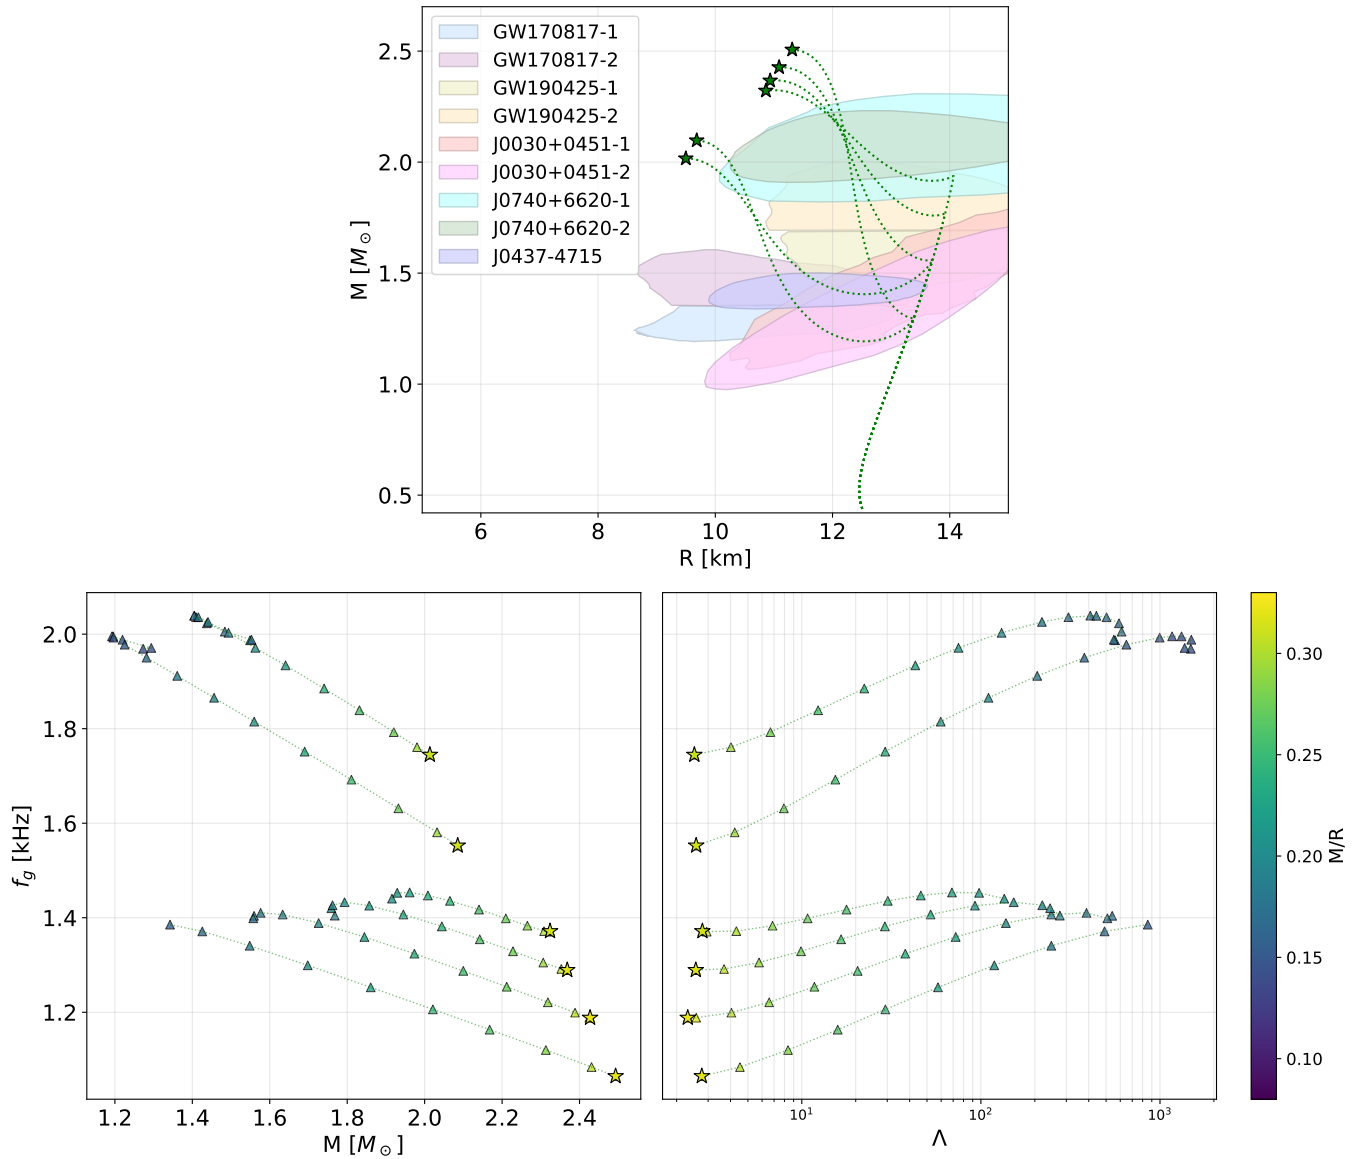 GW170817-1
GW170817-2
GW190425-1
GW190425-2
J0030+0451-1
J0030+0451-2
J0740+6620-1
J0740+6620-2
J0437-4715
2.5
2.0
1.5
1.0
0.5
M [M⊙]
6 8 10 12 14
R [km]
2.0
1.8
1.6
1.4
1.2
f_g [kHz]
1.2 1.4 1.6 1.8 2.0 2.2 2.4
M [M⊙]
10¹ 10² 10³
Λ
0.30
0.25
0.20
0.15
0.10
M/R